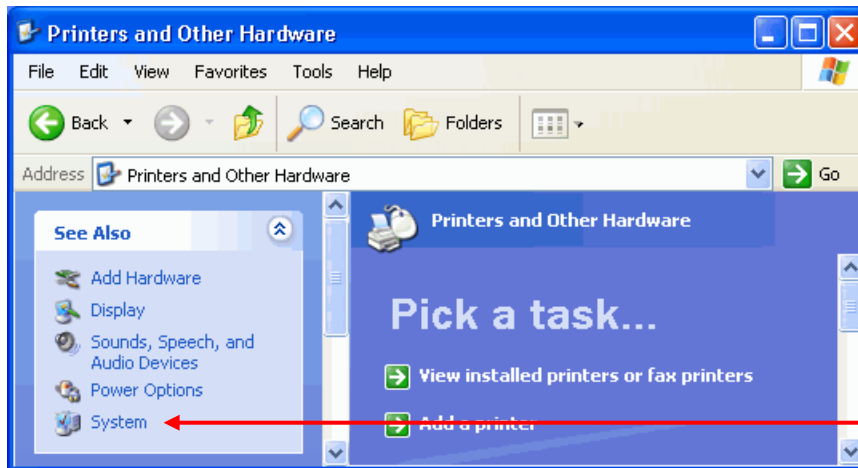 Printers and Other Hardware
File Edit View Favorites Tools Help
Back Search Folders
Address Printers and Other Hardware Go
See Also
Add Hardware
Display
Sounds, Speech, and
Audio Devices
Power Options
System
Printers and Other Hardware
Pick a task...
View installed printers or fax printers
Add a printer